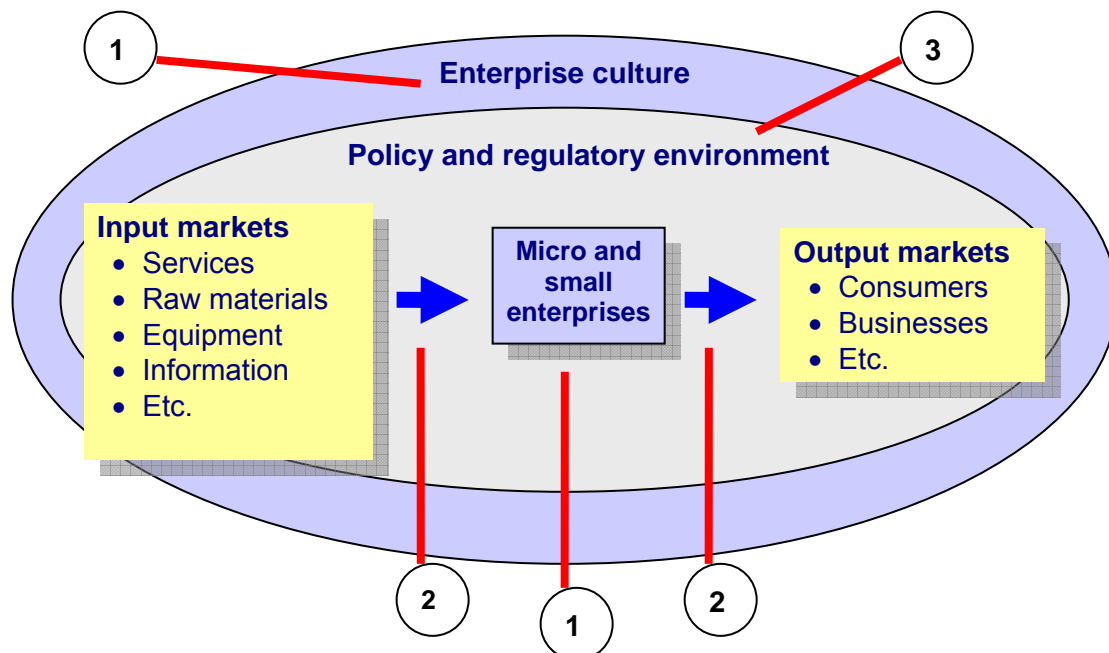 1
3
Enterprise culture
Policy and regulatory environment
Input markets
• Services
• Raw materials
• Equipment
• Information
• Etc.
Micro and
small
enterprises
Output markets
• Consumers
• Businesses
• Etc.
2
1
2